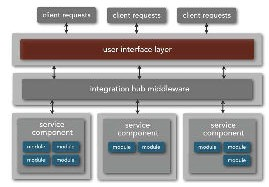 client requests
client requests
client requests
user interface layer
integration hub middleware
service
component
module
module
module
module
service
component
module
module
service
component
module
module
module